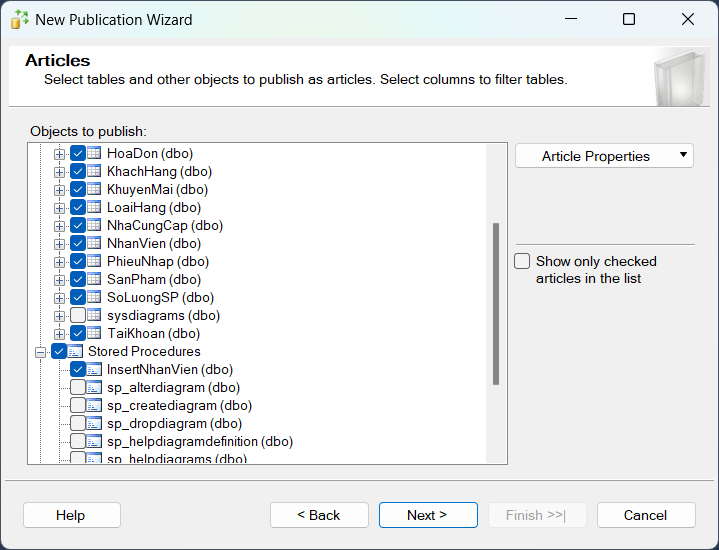 New Publication Wizard
Articles
Select tables and other objects to publish as articles. Select columns to filter tables.
Objects to publish:
HoaDon (dbo)
KhachHang (dbo)
KhuyenMai (dbo)
LoaiHang (dbo)
NhaCungCap (dbo)
NhanVien (dbo)
PhieuNhap (dbo)
SanPham (dbo)
SoLuongSP (dbo)
sysdiagrams (dbo)
TaiKhoan (dbo)
Stored Procedures
InsertNhanVien (dbo)
sp_alterdiagram (dbo)
sp_creatediagram (dbo)
sp_dropdiagram (dbo)
sp_helpdiagramdefinition (dbo)
sp_helpdiagrams (dbo)
Article Properties
Show only checked
articles in the list
Help
< Back
Next >
Finish >>|
Cancel